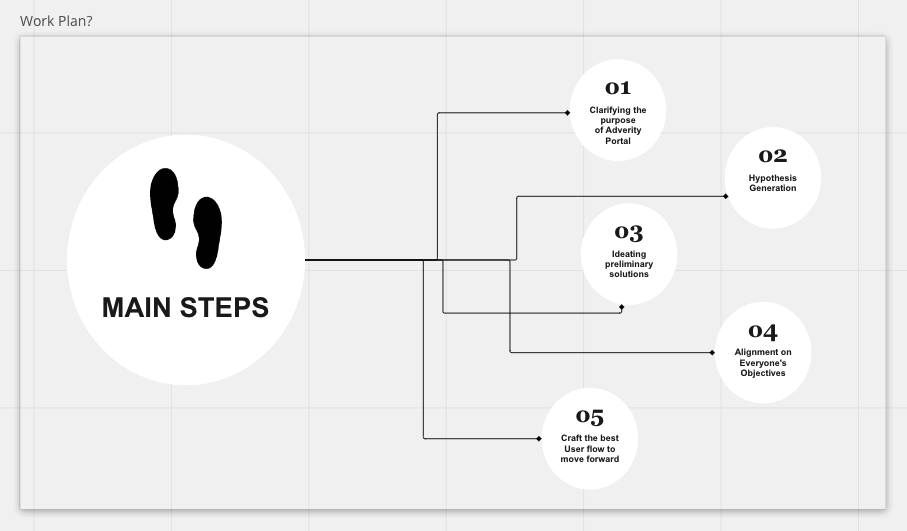 Work Plan?
MAIN STEPS
01
Clarifying the
purpose
of Adverity
Portal
02
Hypothesis
Generation
03
Ideating
preliminary
solutions
04
Alignment on
Everyone's
Objectives
05
Craft the best
User flow to
move forward